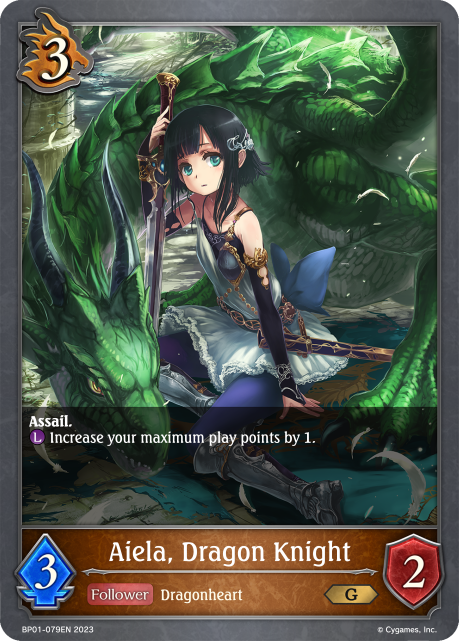 3
Assail.
L Increase your maximum play points by 1.
Aiela, Dragon Knight
3
Follower Dragonheart G
2
BP01-079EN 2023 © Cygames, Inc.